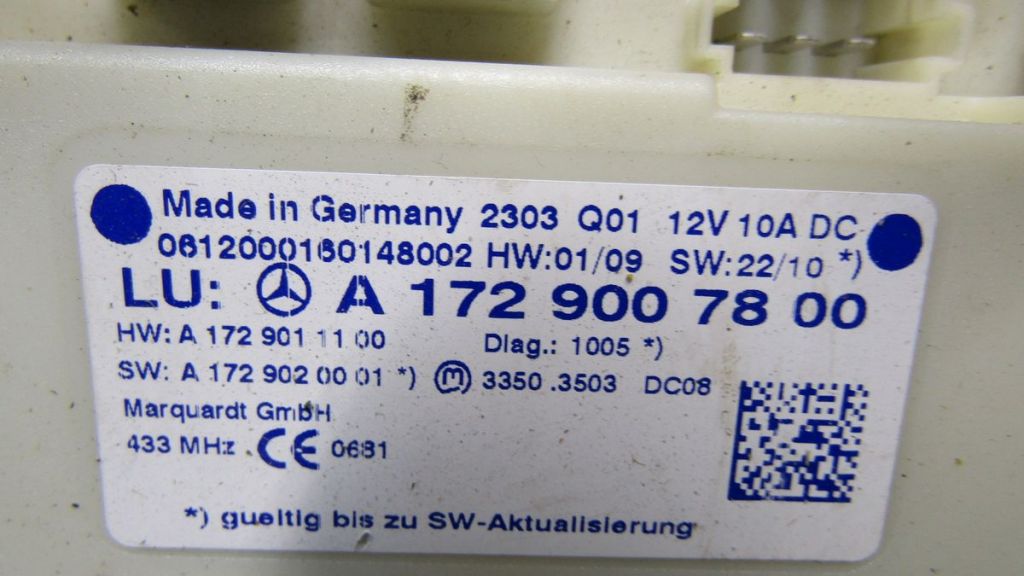 Made in Germany 2303 Q01 12V 10A DC
0612000160148002 HW:01/09 SW:22/10 *)
LU: A 172 900 78 00
HW: A 172 901 11 00 Diag.: 1005 *)
SW: A 172 902 00 01 *) M 3350.3503 DC08
Marquardt GmbH
433 MHz CE 0681
*) gueltig bis zu SW-Aktualisierung